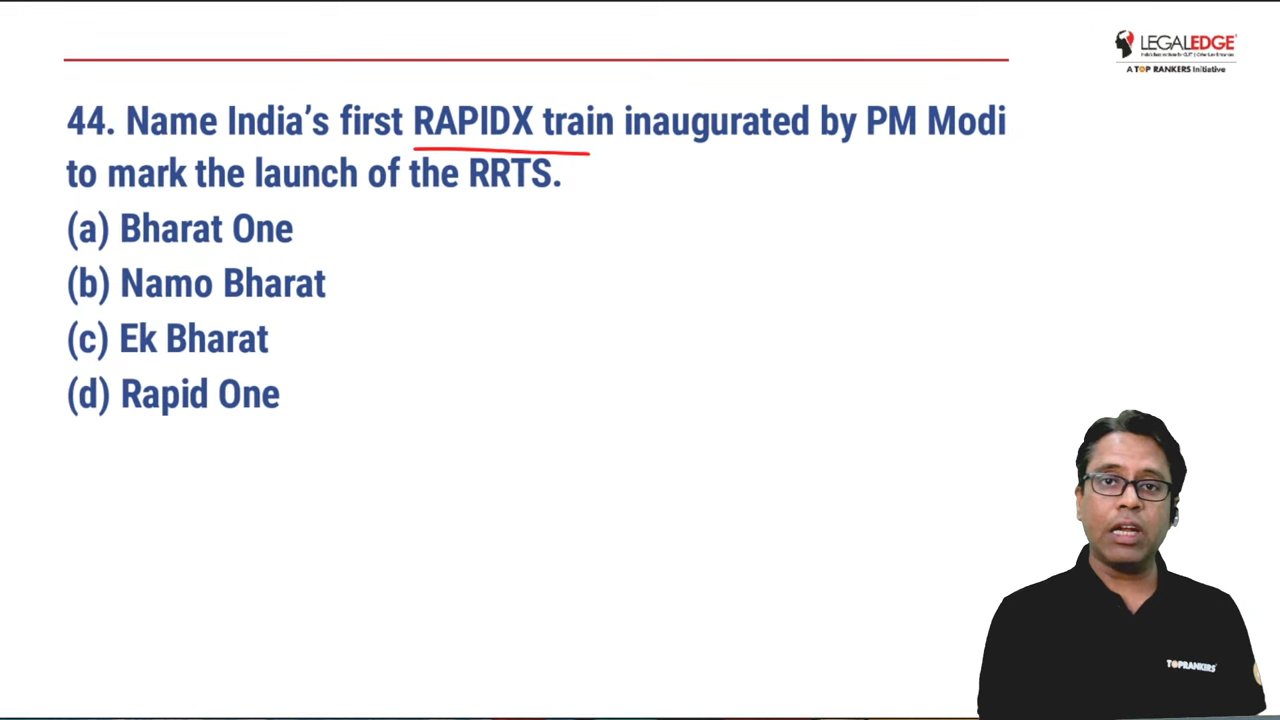 LEGALEDGE
A TOP RANKERS Initiative
44. Name India's first RAPIDX train inaugurated by PM Modi
to mark the launch of the RRTS.
(a) Bharat One
(b) Namo Bharat
(c) Ek Bharat
(d) Rapid One
TOPRANKERS